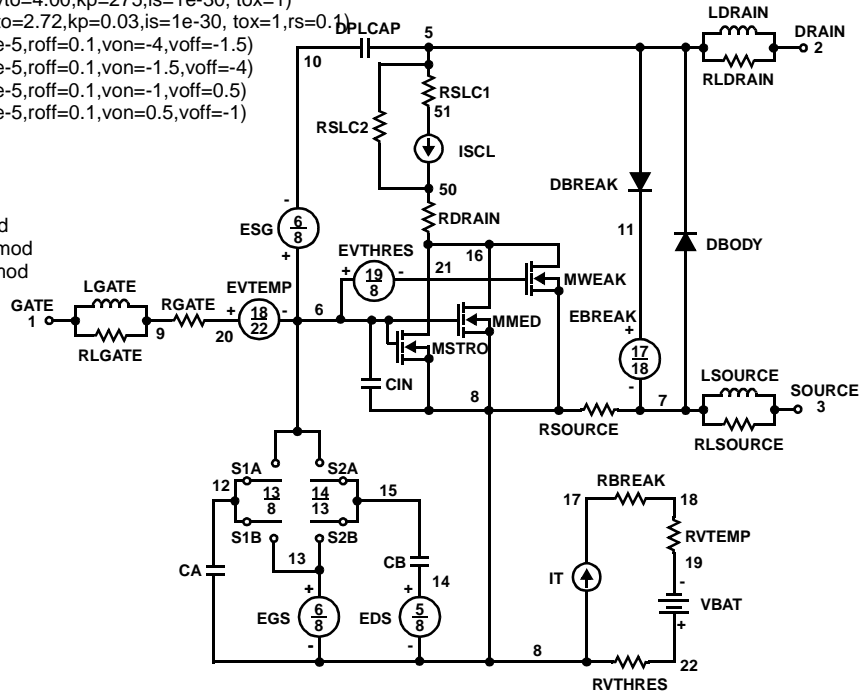 vto=4.00,kp=275,is=1e-30, tox=1)
to=2.72,kp=0.03,is=1e-30, tox=1,rs=0.1)
e-5,roff=0.1,von=-4,voff=-1.5)
e-5,roff=0.1,von=-1.5,voff=-4)
e-5,roff=0.1,von=-1,voff=0.5)
e-5,roff=0.1,von=0.5,voff=-1)
d
mod
mod
DPLCAP
5
10
LDRAIN
DRAIN
2
RLDRAIN
RSLC1
51
RSLC2
ISCL
50
RDRAIN
DBREAK
11
DBODY
-
ESG
6
8
+
EVTHRES
+
19
8
-
21
16
MWEAK
LGATE
GATE
1
RLGATE
9
RGATE
20
EVTEMP
+
18
22
-
6
MMED
MSTRO
CIN
8
EBREAK
+
17
18
-
7
LSOURCE
SOURCE
3
RSOURCE
RLSOURCE
S1A
S2A
12
13
8
14
13
15
S1B
S2B
13
CA
CB
14
+
EGS
6
8
-
+
EDS
5
8
-
RBREAK
17
18
RVTEMP
19
IT
-
VBAT
+
8
22
RVTHRES